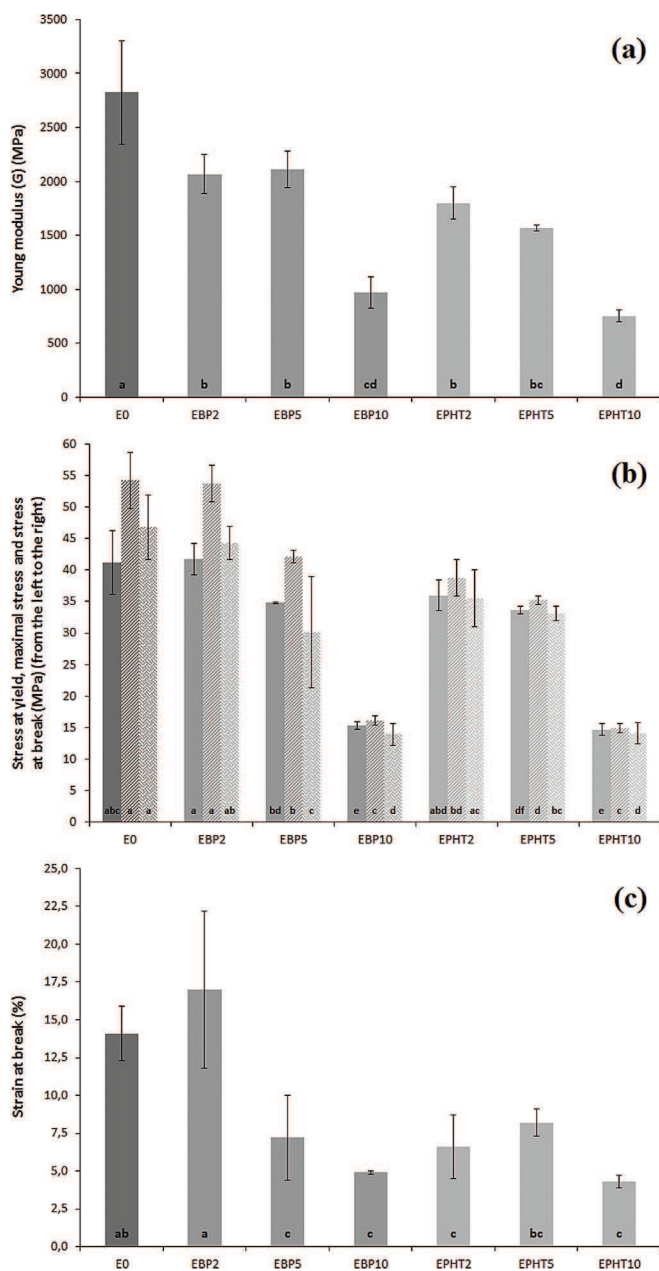 (a)
Young modulus (G) (MPa)
4000
3500
3000
2500
2000
1500
1000
500
0
a b b cd b bc d
E0 EBP2 EBP5 EBP10 EPHT2 EPHT5 EPHT10
(b)
Stress at yield, maximal stress and stress
at break (MPa) (from the left to the right)
60
55
50
45
40
35
30
25
20
15
10
5
0
abc a a a a ab bd b c e c d abd bd ac df d bc e c d
E0 EBP2 EBP5 EBP10 EPHT2 EPHT5 EPHT10
(c)
Strain at break (%)
25,0
22,5
20,0
17,5
15,0
12,5
10,0
7,5
5,0
2,5
0,0
ab a c c c bc c
E0 EBP2 EBP5 EBP10 EPHT2 EPHT5 EPHT10